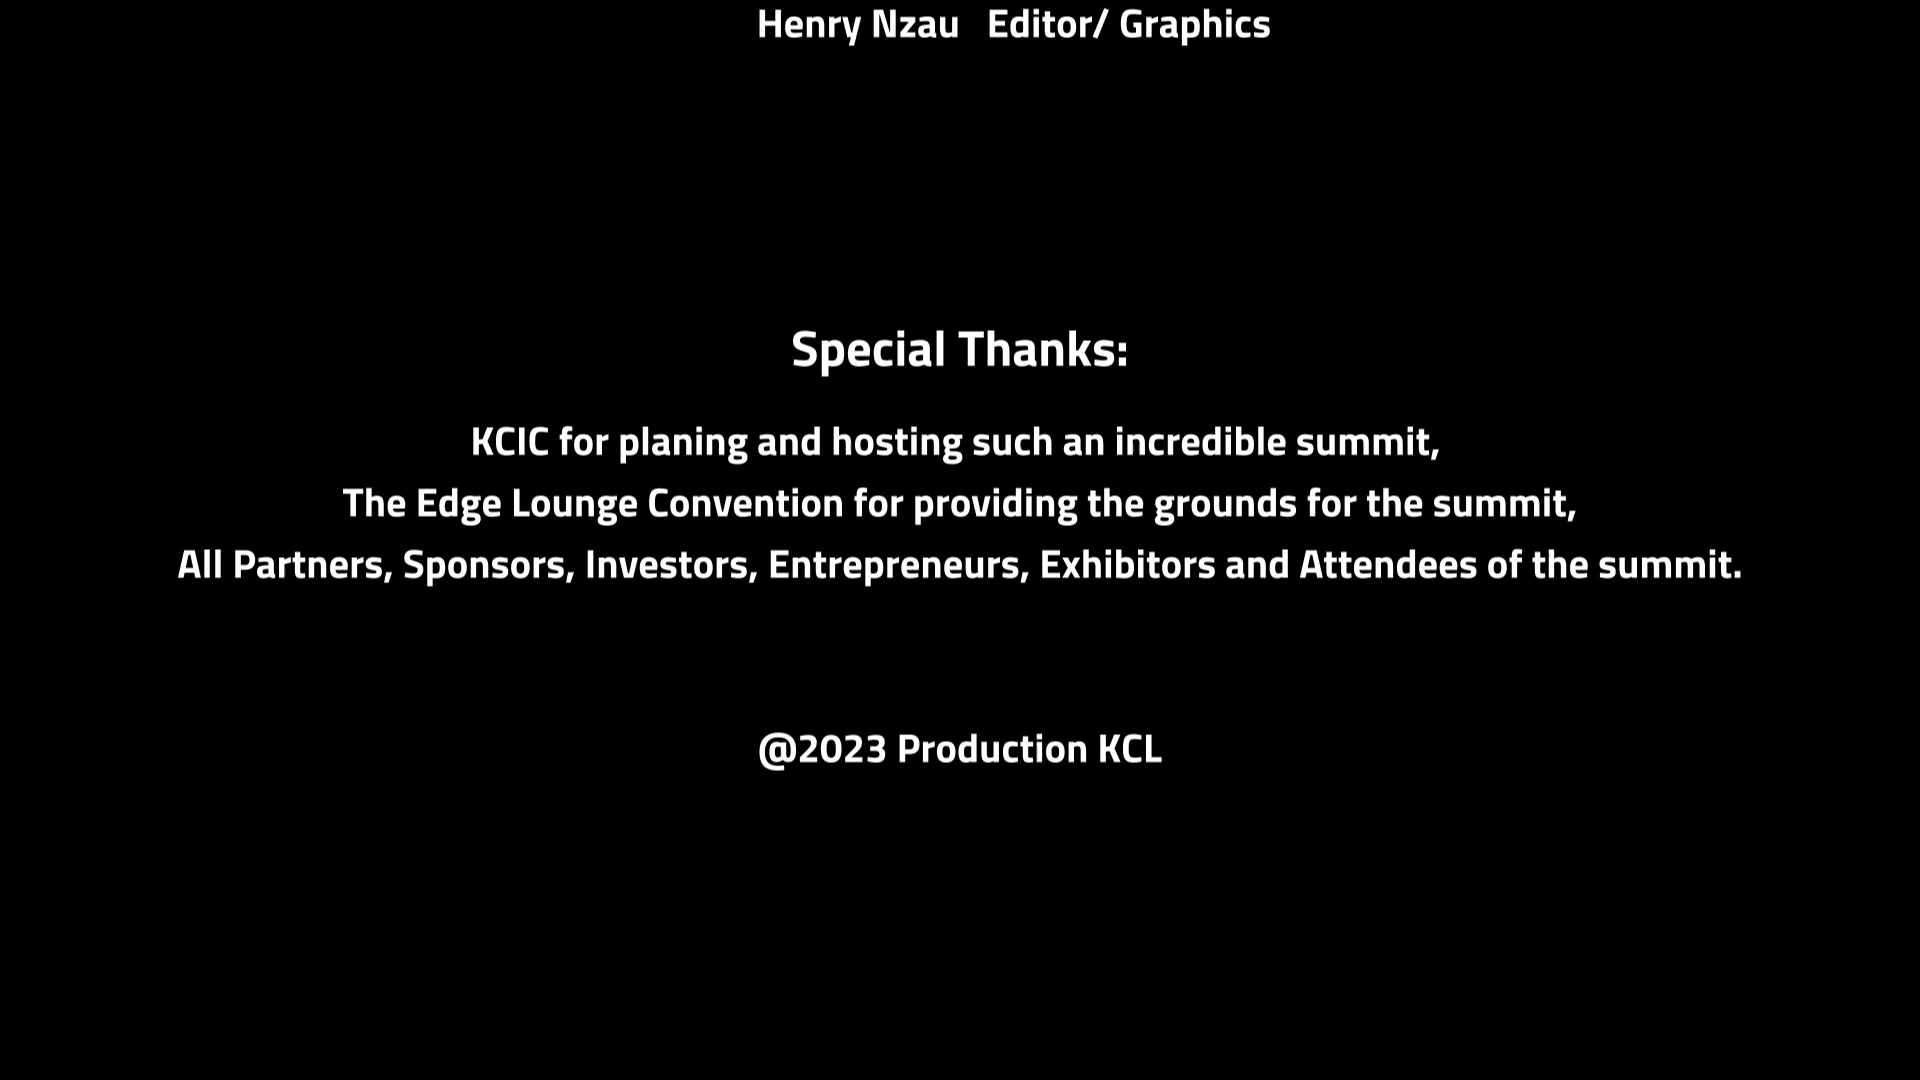 Henry Nzau Editor/ Graphics
Special Thanks:
KCIC for planing and hosting such an incredible summit,
The Edge Lounge Convention for providing the grounds for the summit,
All Partners, Sponsors, Investors, Entrepreneurs, Exhibitors and Attendees of the summit.
@2023 Production KCL